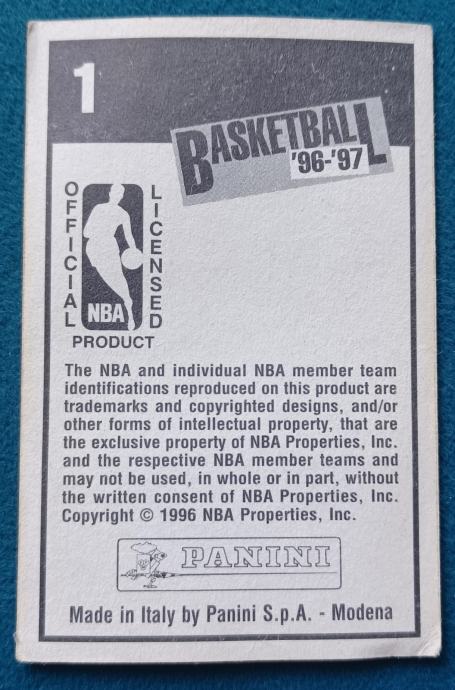 1
BASKETBALL
'96-'97
OFFICIAL
LICENSED
NBA
PRODUCT
The NBA and individual NBA member team
identifications reproduced on this product are
trademarks and copyrighted designs, and/or
other forms of intellectual property, that are
the exclusive property of NBA Properties, Inc.
and the respective NBA member teams and
may not be used, in whole or in part, without
the written consent of NBA Properties, Inc.
Copyright © 1996 NBA Properties, Inc.
PANINI
Made in Italy by Panini S.p.A. - Modena